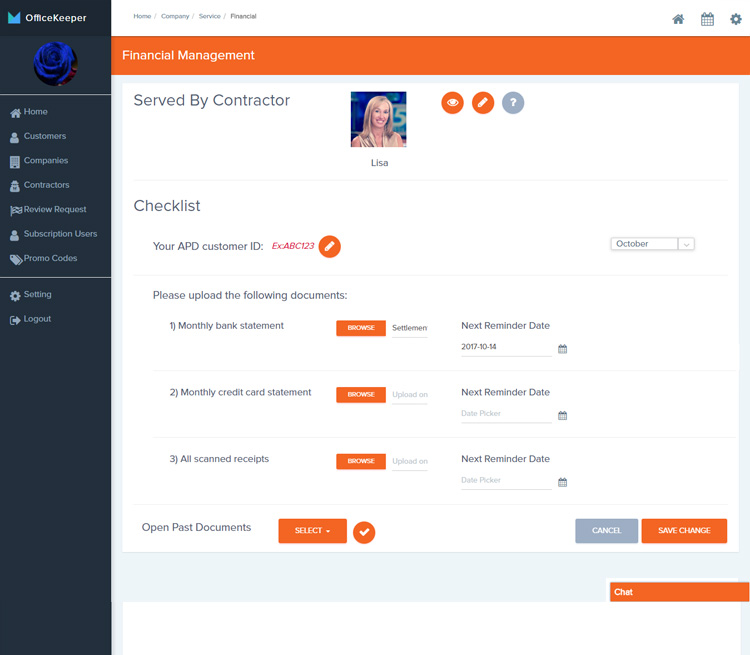 OfficeKeeper
Home / Company / Service / Financial
Home
Customers
Companies
Contractors
Review Request
Subscription Users
Promo Codes
Setting
Logout
Financial Management
Served By Contractor
?
Lisa
Checklist
Your APD customer ID: Ex:ABC123
October
Please upload the following documents:
1) Monthly bank statement BROWSE Settlemen Next Reminder Date
2017-10-14
2) Monthly credit card statement BROWSE Upload on Next Reminder Date
Date Picker
3) All scanned receipts BROWSE Upload on Next Reminder Date
Date Picker
Open Past Documents SELECT CANCEL SAVE CHANGE
Chat